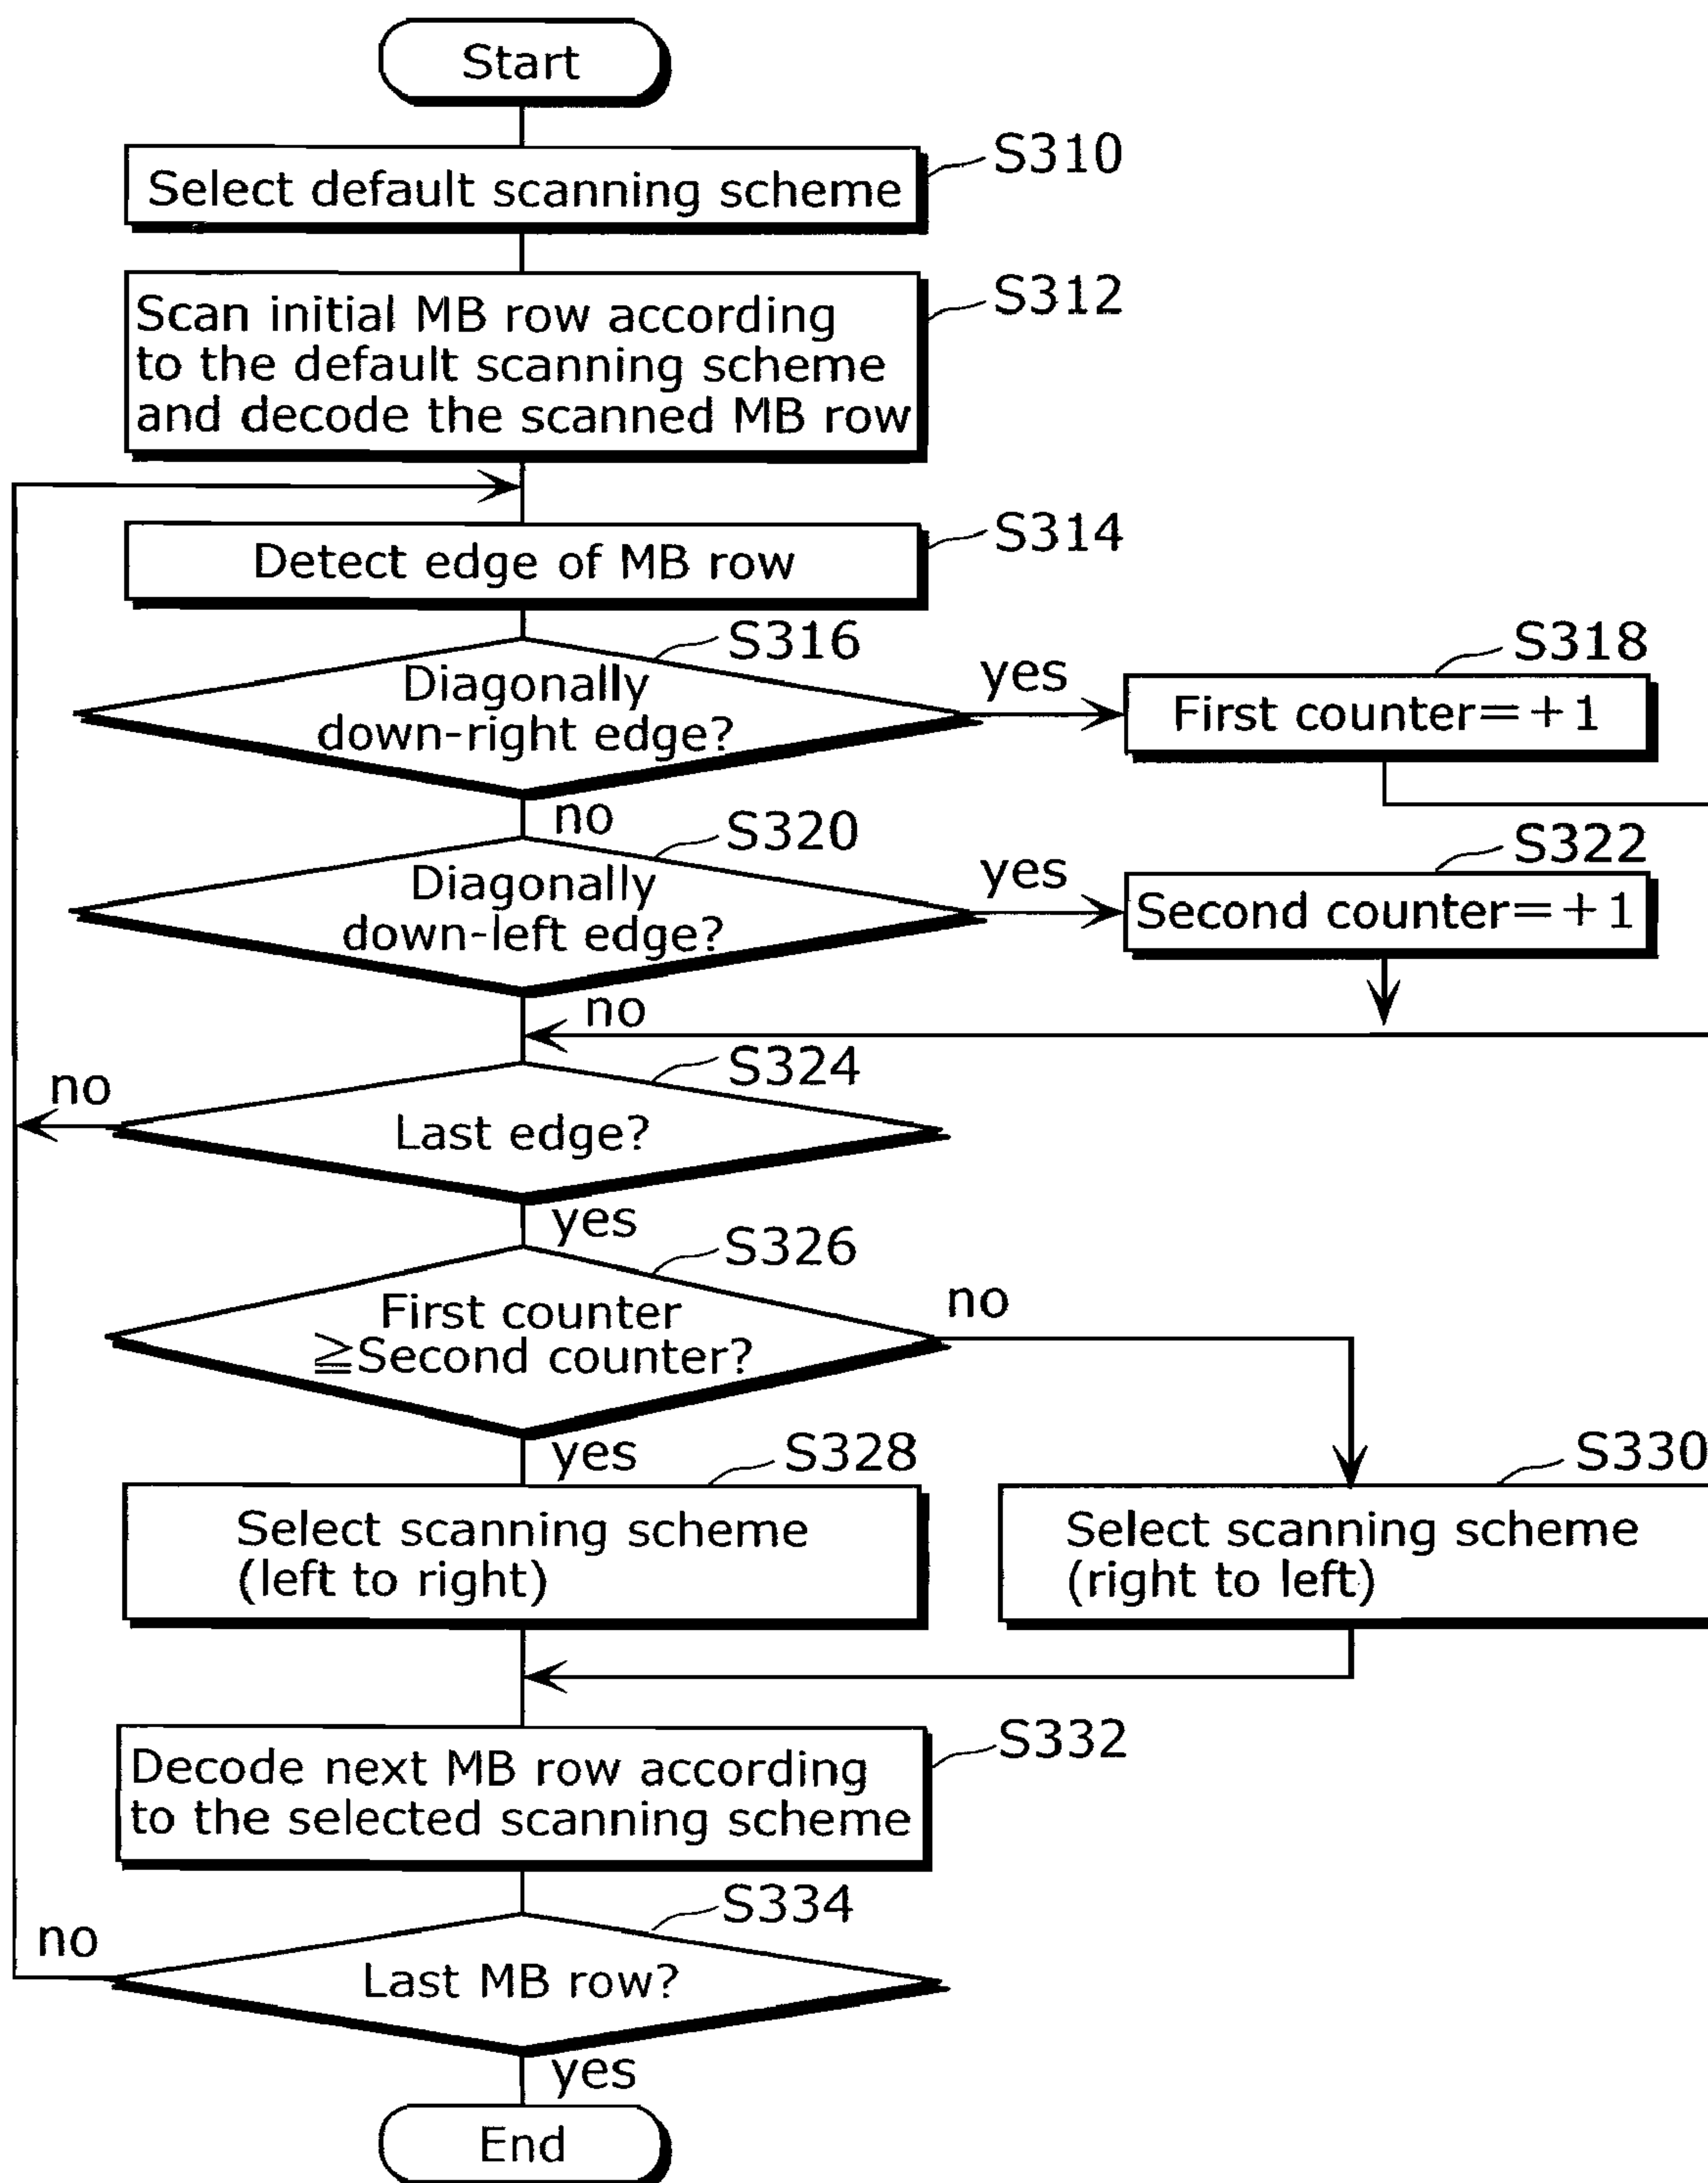 Start
Select default scanning scheme
S310
Scan initial MB row according
to the default scanning scheme
and decode the scanned MB row
S312
Detect edge of MB row
S314
Diagonally
down-right edge?
S316
yes
First counter=+1
S318
no
Diagonally
down-left edge?
S320
yes
Second counter=+1
S322
no
Last edge?
S324
no
yes
First counter
≧Second counter?
S326
no
yes
Select scanning scheme
(left to right)
S328
Select scanning scheme
(right to left)
S330
Decode next MB row according
to the selected scanning scheme
S332
Last MB row?
S334
no
yes
End